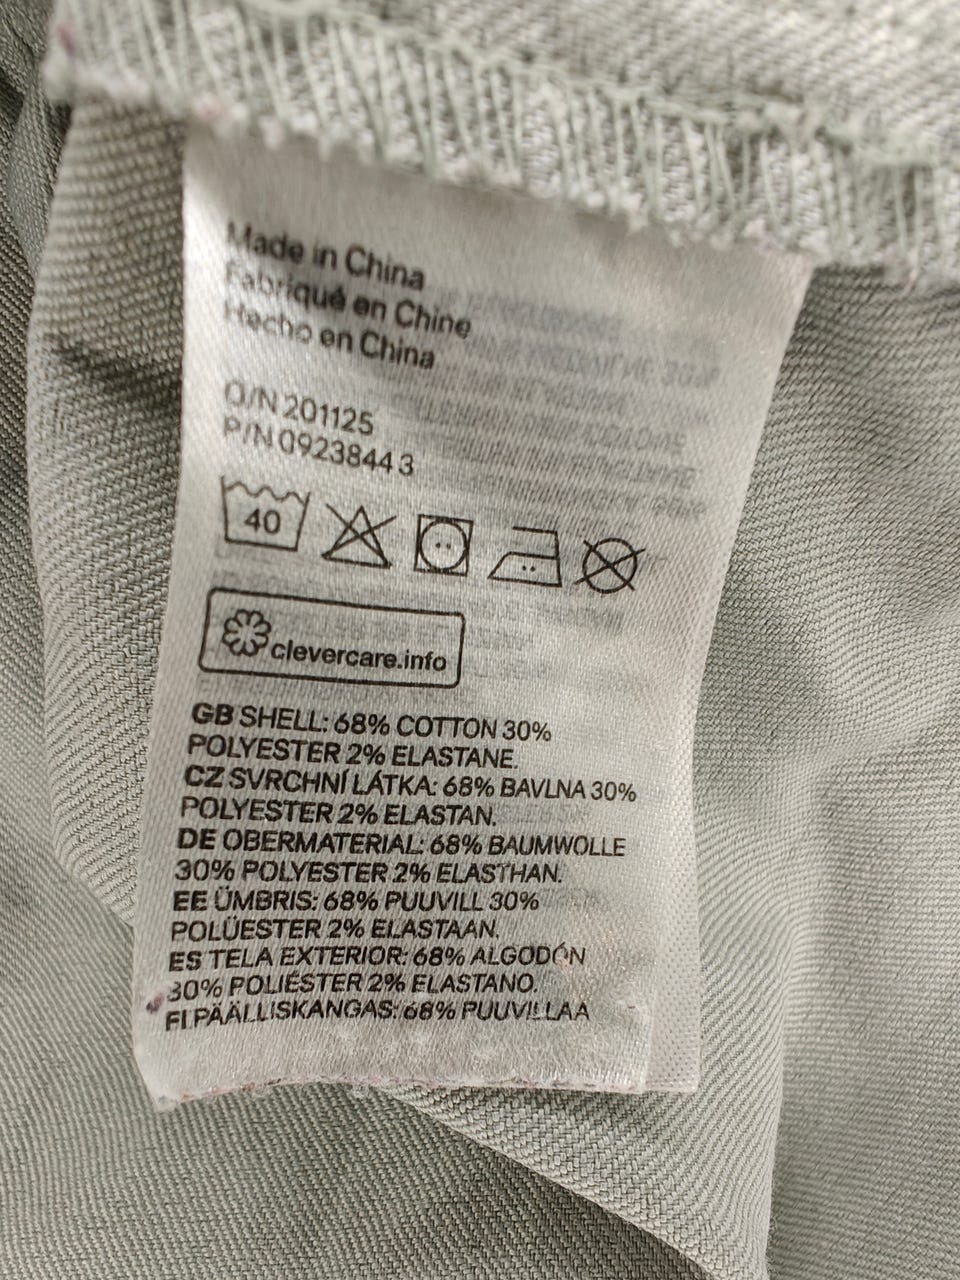 Made in China
Fabriqué en Chine
Hecho en China
O/N 201125
P/N 0923844 3
40
clevercare.info
GB SHELL: 68% COTTON 30%
POLYESTER 2% ELASTANE.
CZ SVRCHNÍ LÁTKA: 68% BAVLNA 30%
POLYESTER 2% ELASTAN.
DE OBERMATERIAL: 68% BAUMWOLLE
30% POLYESTER 2% ELASTHAN.
EE ÜMBRIS: 68% PUUVILL 30%
POLÜESTER 2% ELASTAAN.
ES TELA EXTERIOR: 68% ALGODÓN
30% POLIÉSTER 2% ELASTANO.
FI PÄÄLLISKANGAS: 68% PUUVILLAA